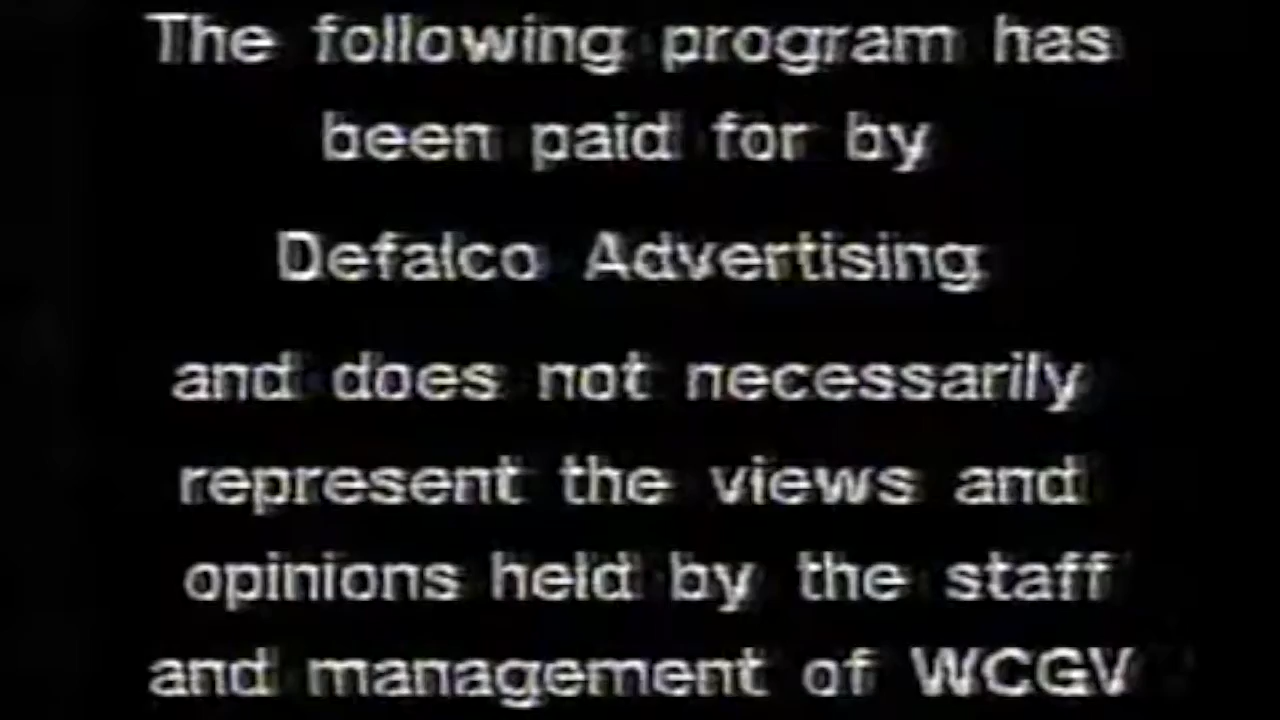 The following program has
been paid for by
Defalco Advertising
and does not necessarily
represent the views and
opinions held by the staff
and management of WCGV